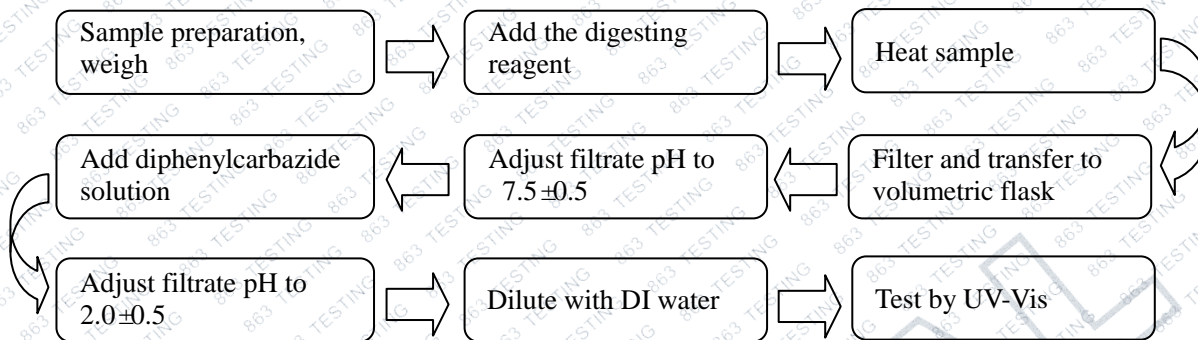 Sample preparation,
weigh
Add the digesting
reagent
Heat sample
Filter and transfer to
volumetric flask
Adjust filtrate pH to
7.5±0.5
Add diphenylcarbazide
solution
Adjust filtrate pH to
2.0±0.5
Dilute with DI water
Test by UV-Vis
863 TESTING